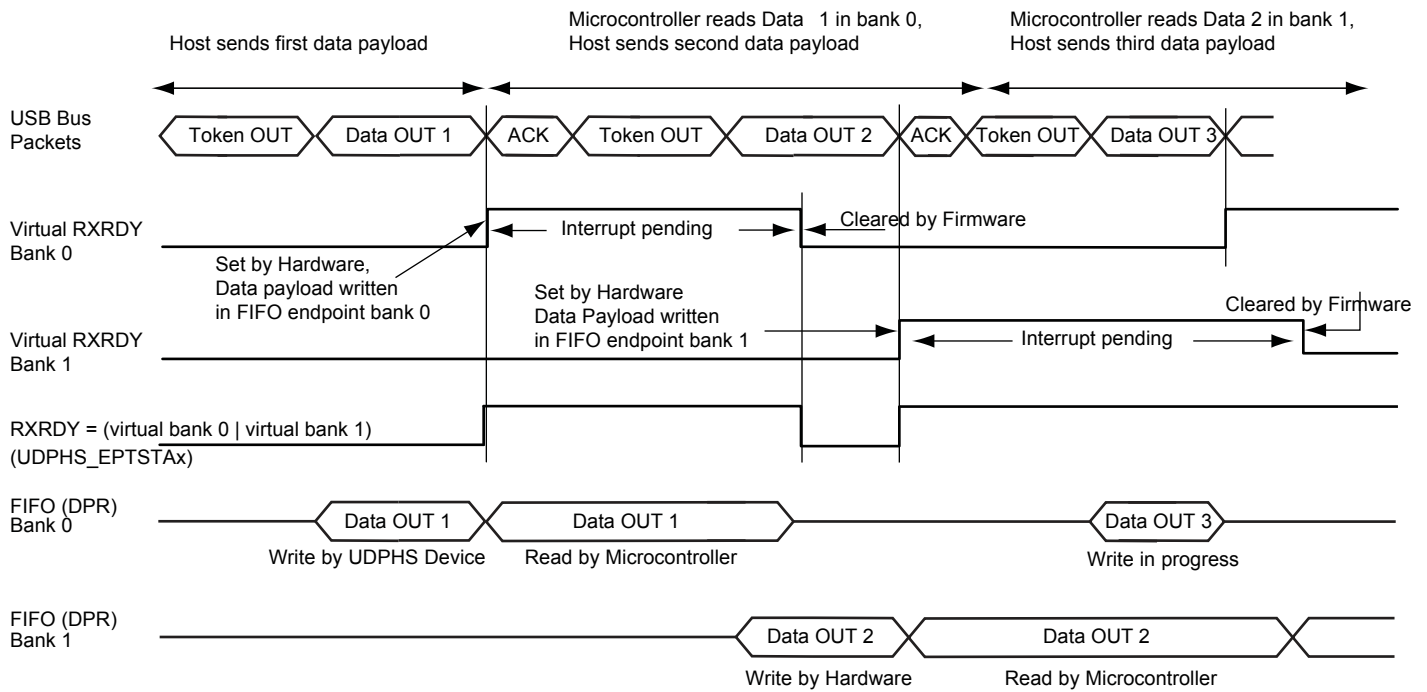 Host sends first data payload
Microcontroller reads Data 1 in bank 0,
Host sends second data payload
Microcontroller reads Data 2 in bank 1,
Host sends third data payload
USB Bus
Packets
Token OUT
Data OUT 1
ACK
Token OUT
Data OUT 2
ACK
Token OUT
Data OUT 3
Virtual RXRDY
Bank 0
Interrupt pending
Cleared by Firmware
Set by Hardware,
Data payload written
in FIFO endpoint bank 0
Set by Hardware
Data Payload written
in FIFO endpoint bank 1
Cleared by Firmware
Virtual RXRDY
Bank 1
Interrupt pending
RXRDY = (virtual bank 0 | virtual bank 1)
(UDPHS_EPTSTAx)
FIFO (DPR)
Bank 0
Data OUT 1
Data OUT 1
Data OUT 3
Write by UDPHS Device
Read by Microcontroller
Write in progress
FIFO (DPR)
Bank 1
Data OUT 2
Data OUT 2
Write by Hardware
Read by Microcontroller